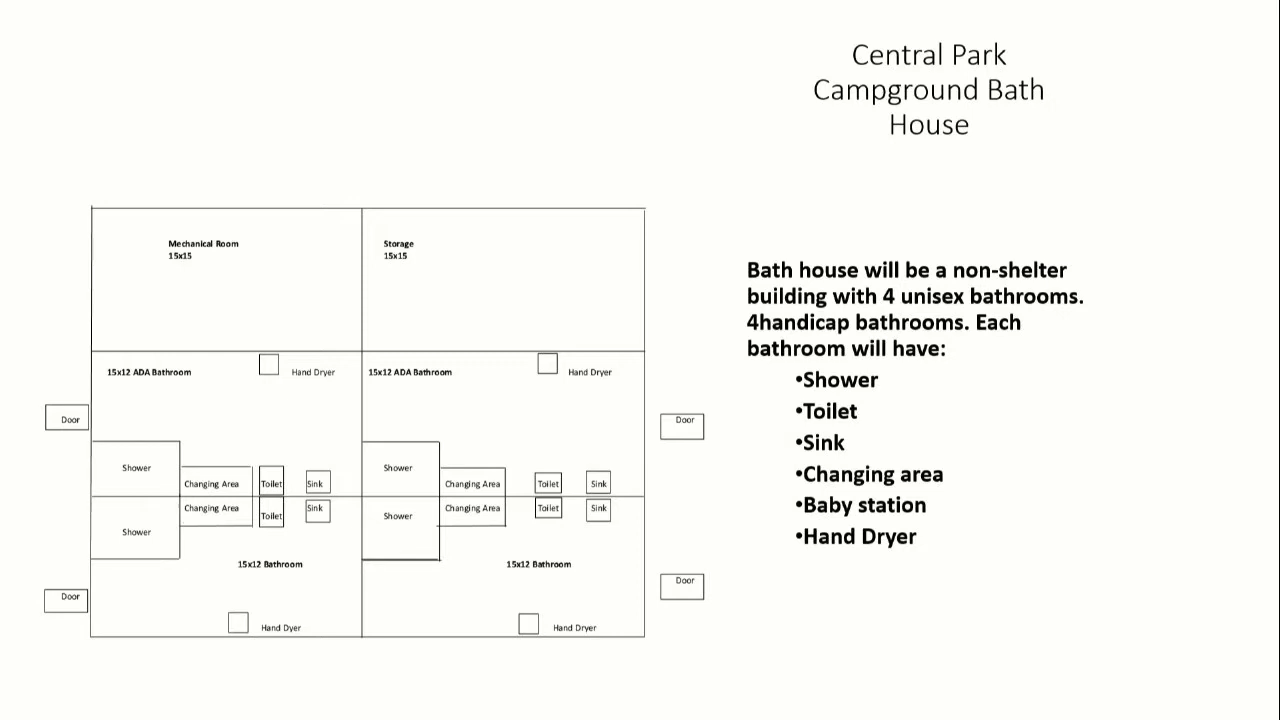 Central Park
Campground Bath
House
Mechanical Room
15x15
Storage
15x15
15x12 ADA Bathroom
Hand Dryer
15x12 ADA Bathroom
Hand Dryer
Door
Door
Shower
Changing Area
Toilet
Sink
Shower
Changing Area
Toilet
Sink
Shower
Changing Area
Toilet
Sink
Shower
Changing Area
Toilet
Sink
15x12 Bathroom
15x12 Bathroom
Door
Door
Hand Dyer
Hand Dryer
Bath house will be a non-shelter
building with 4 unisex bathrooms.
4handicap bathrooms. Each
bathroom will have:
•Shower
•Toilet
•Sink
•Changing area
•Baby station
•Hand Dryer